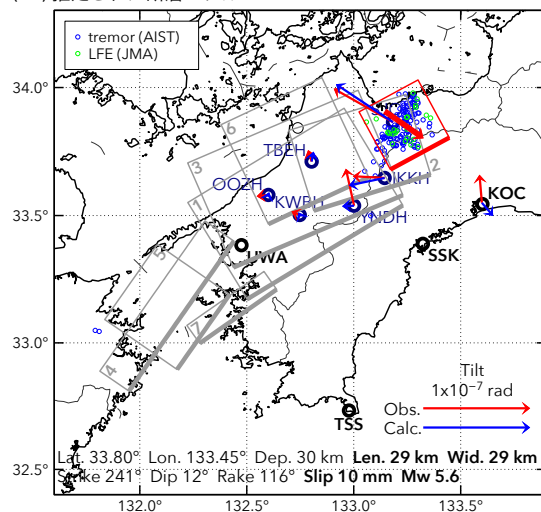 tremor (AIST)
LFE (JMA)
34.0°
33.5°
33.0°
32.5°
6
3
1
5
4
7
2
TBEH
OOZH
KWBH
IKKH
YNDH
KOC
UWA
SSK
TSS
Tilt
1x10⁻⁷ rad
Obs.
Calc.
Lat. 33.80° Lon. 133.45° Dep. 30 km Len. 29 km Wid. 29 km
Strike 241° Dip 12° Rake 116° Slip 10 mm Mw 5.6
132.0° 132.5° 133.0° 133.5°